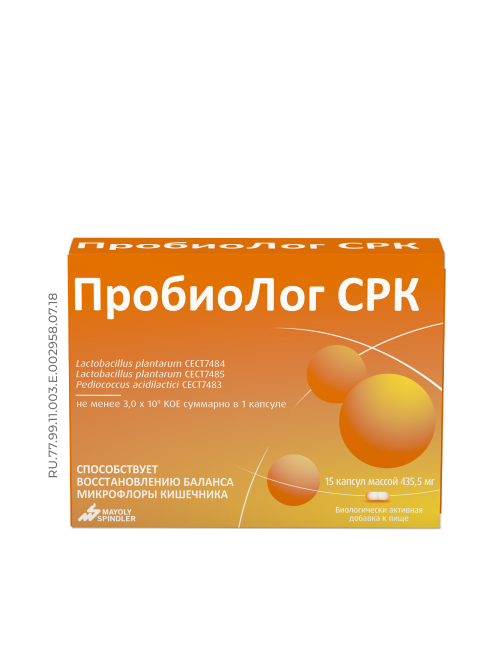 ПробиоЛог СРК
ПробиоЛог СРК
Lactobacillus plantarum CECT7484
Lactobacillus plantarum CECT7485
Pediococcus acidilactici CECT7483
не менее 3,0 x 10⁹ КОЕ суммарно в 1 капсуле
СПОСОБСТВУЕТ
ВОССТАНОВЛЕНИЮ БАЛАНСА
МИКРОФЛОРЫ КИШЕЧНИКА
MAYOLY
SPINDLER
15 капсул массой 435,5 мг
Биологически активная
добавка к пище
RU.77.99.11.003.E.002958.07.18